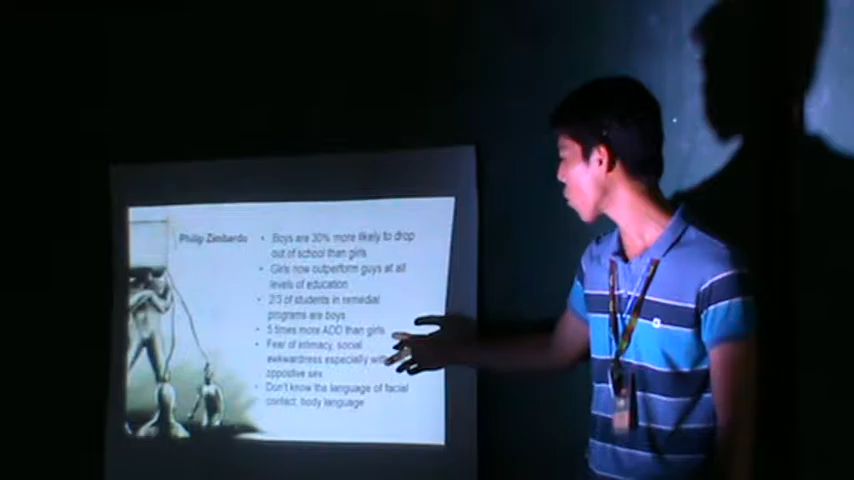 Philip Zimbardo
• Boys are 30% more likely to drop
out of school than girls
• Girls now outperform guys at all
levels of education
• 2/3 of students in remedial
programs are boys
• 5 times more ADD than girls
• Fear of intimacy, social
awkwardness especially with
oppostive sex
• Don't know the language of facial
contact, body language